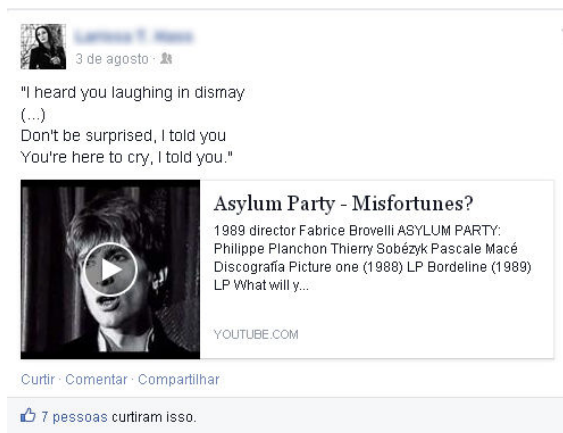 3 de agosto ·
"I heard you laughing in dismay
(...)
Don't be surprised, I told you
You're here to cry, I told you."
Asylum Party - Misfortunes?
1989 director Fabrice Brovelli ASYLUM PARTY:
Philippe Planchon Thierry Sobézyk Pascale Macé
Discografía Picture one (1988) LP Bordeline (1989)
LP What will y...
YOUTUBE.COM
Curtir · Comentar · Compartilhar
7 pessoas curtiram isso.